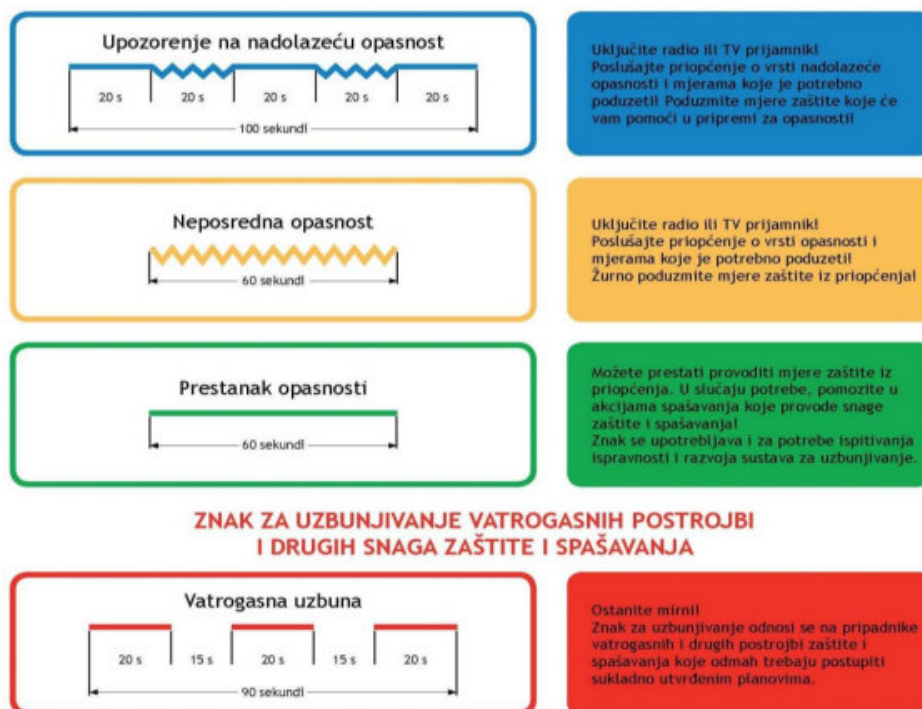 Upozorenje na nadolazeću opasnost
20 s 20 s 20 s 20 s 20 s
100 sekundi
Uključite radio ili TV prijamnik!
Poslušajte priopćenje o vrsti nadolazeće
opasnosti i mjerama koje je potrebno
poduzeti! Poduzmite mjere zaštite koje će
vam pomoći u pripremi za opasnosti!
Neposredna opasnost
60 sekundi
Uključite radio ili TV prijamnik!
Poslušajte priopćenje o vrsti opasnosti i
mjerama koje je potrebno poduzeti!
Žurno poduzmite mjere zaštite iz priopćenja!
Prestanak opasnosti
60 sekundi
Možete prestati provoditi mjere zaštite iz
priopćenja. U slučaju potrebe, pomozite u
akcijama spašavanja koje provode snage
zaštite i spašavanja!
Znak se upotrebljava i za potrebe ispitivanja
ispravnosti i razvoja sustava za uzbunjivanje.
ZNAK ZA UZBUNJIVANJE VATROGASNIH POSTROJBI
I DRUGIH SNAGA ZAŠTITE I SPAŠAVANJA
Vatrogasna uzbuna
20 s 15 s 20 s 15 s 20 s
90 sekundi
Ostanite mirni!
Znak za uzbunjivanje odnosi se na pripadnike
vatrogasnih i drugih postrojbi zaštite i
spašavanja koje odmah trebaju postupiti
sukladno utvrđenim planovima.